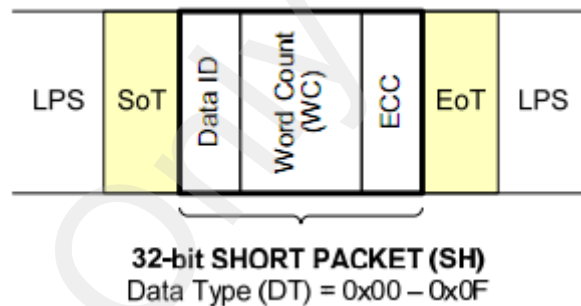 LPS SoT Data ID Word Count (WC) ECC EoT LPS
32-bit SHORT PACKET (SH)
Data Type (DT) = 0x00 – 0x0F
Only